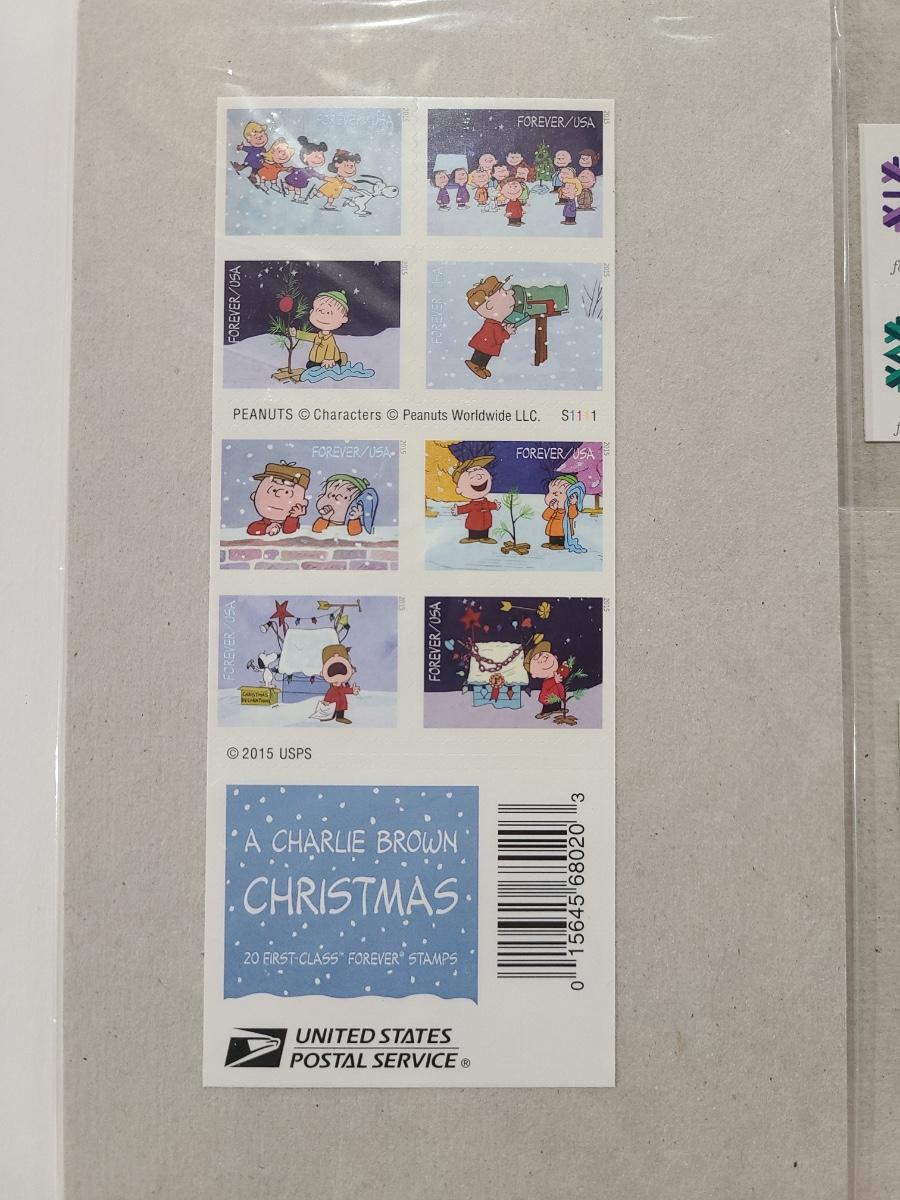 FOREVER/USA
2015
FOREVER/USA
2015
FOREVER/USA
2015
FOREVER/USA
2015
PEANUTS © Characters © Peanuts Worldwide LLC. S1111
FOREVER/USA
2015
FOREVER/USA
2015
FOREVER/USA
2015
CHRISTMAS
DECORATIONS
FOREVER/USA
2015
© 2015 USPS
A CHARLIE BROWN
CHRISTMAS
20 FIRST-CLASS™ FOREVER® STAMPS
0 15645 68020 3
UNITED STATES
POSTAL SERVICE®